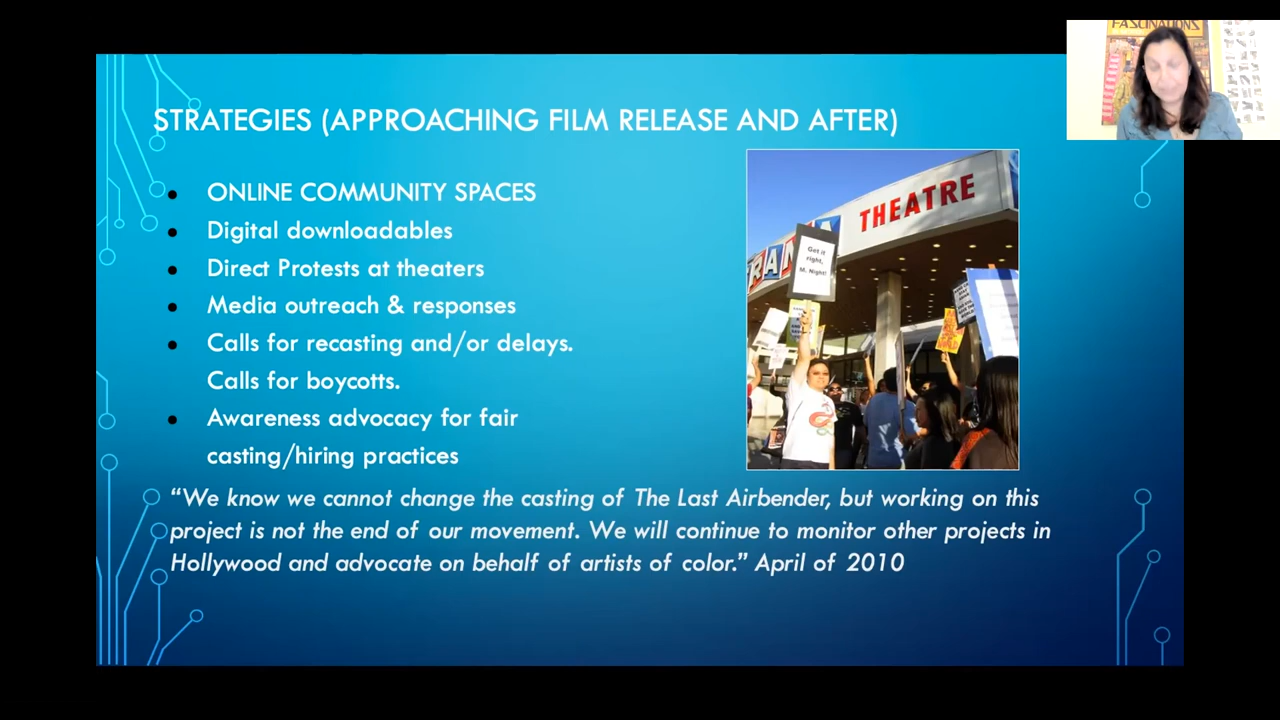 FASCINATIONS
STRATEGIES (APPROACHING FILM RELEASE AND AFTER)
• ONLINE COMMUNITY SPACES
• Digital downloadables
• Direct Protests at theaters
• Media outreach & responses
• Calls for recasting and/or delays.
Calls for boycotts.
• Awareness advocacy for fair
casting/hiring practices
THEATRE
Get it
right,
M. Night!
“We know we cannot change the casting of The Last Airbender, but working on this
project is not the end of our movement. We will continue to monitor other projects in
Hollywood and advocate on behalf of artists of color.” April of 2010